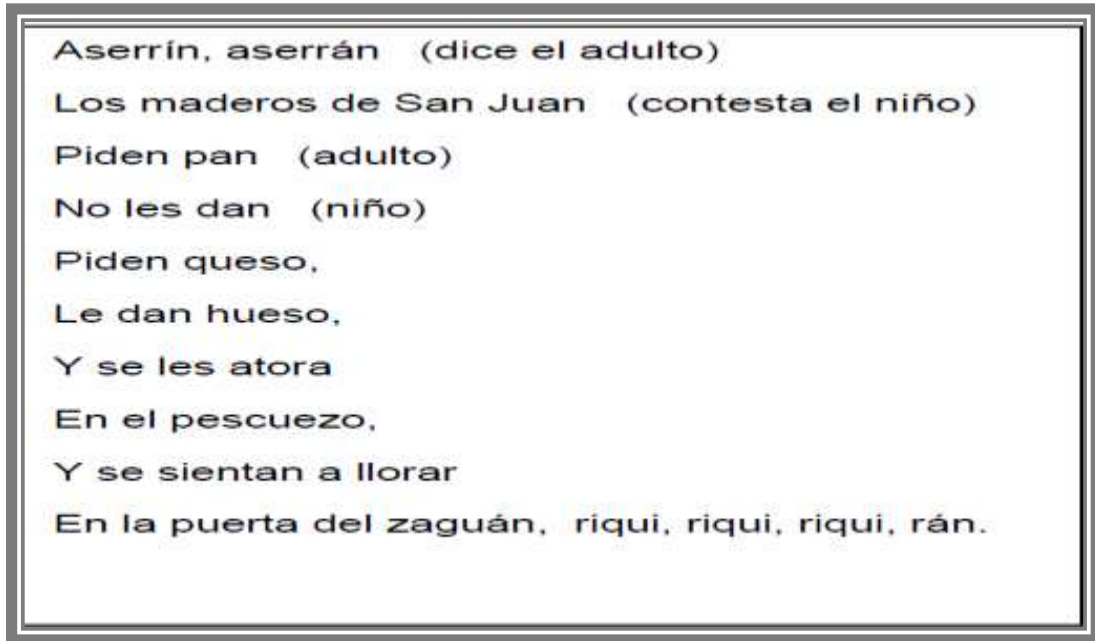 Aserrín, aserrán (dice el adulto)
Los maderos de San Juan (contesta el niño)
Piden pan (adulto)
No les dan (niño)
Piden queso,
Le dan hueso,
Y se les atora
En el pescuezo,
Y se sientan a llorar
En la puerta del zaguán, riqui, riqui, riqui, rán.